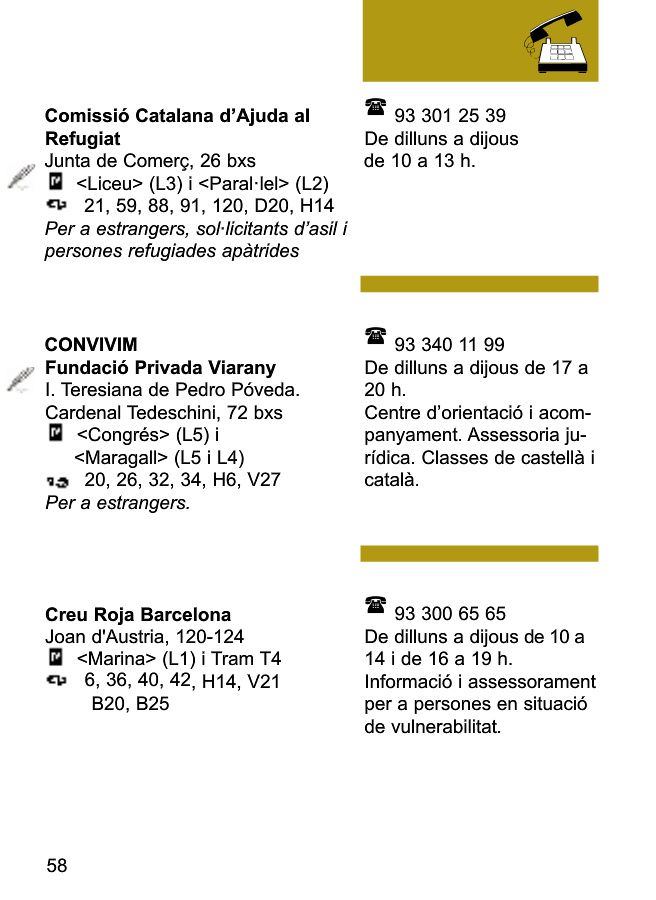 Comissió Catalana d’Ajuda al
Refugiat
Junta de Comerç, 26 bxs
<Liceu> (L3) i <Paral·lel> (L2)
21, 59, 88, 91, 120, D20, H14
Per a estrangers, sol·licitants d’asil i
persones refugiades apàtrides
93 301 25 39
De dilluns a dijous
de 10 a 13 h.
CONVIVIM
Fundació Privada Viarany
I. Teresiana de Pedro Póveda.
Cardenal Tedeschini, 72 bxs
<Congrés> (L5) i
<Maragall> (L5 i L4)
20, 26, 32, 34, H6, V27
Per a estrangers.
93 340 11 99
De dilluns a dijous de 17 a
20 h.
Centre d’orientació i acom-
panyament. Assessoria ju-
rídica. Classes de castellà i
català.
Creu Roja Barcelona
Joan d'Austria, 120-124
<Marina> (L1) i Tram T4
6, 36, 40, 42, H14, V21
B20, B25
93 300 65 65
De dilluns a dijous de 10 a
14 i de 16 a 19 h.
Informació i assessorament
per a persones en situació
de vulnerabilitat.
58